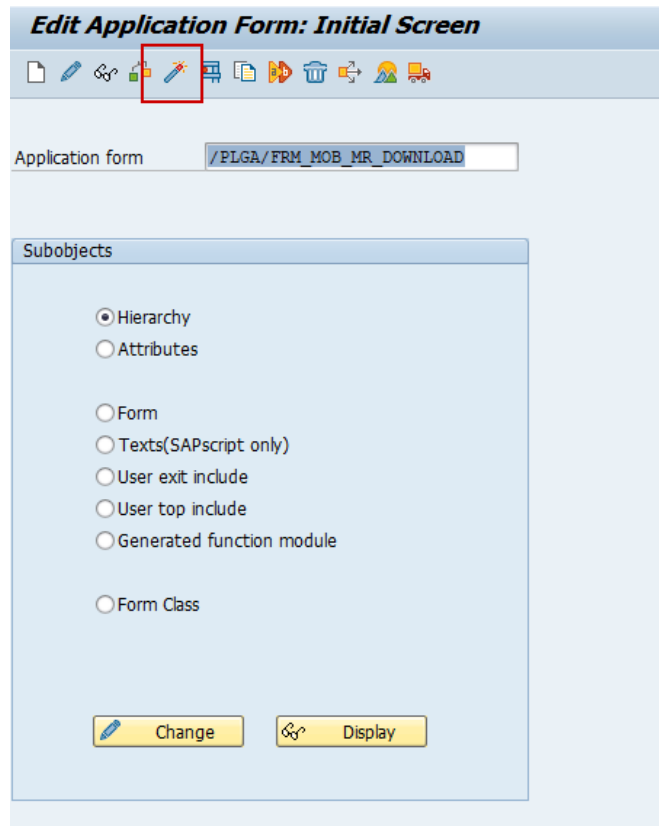 Edit Application Form: Initial Screen
Application form /PLGA/FRM_MOB_MR_DOWNLOAD
Subobjects
Hierarchy
Attributes
Form
Texts(SAPscript only)
User exit include
User top include
Generated function module
Form Class
Change Display